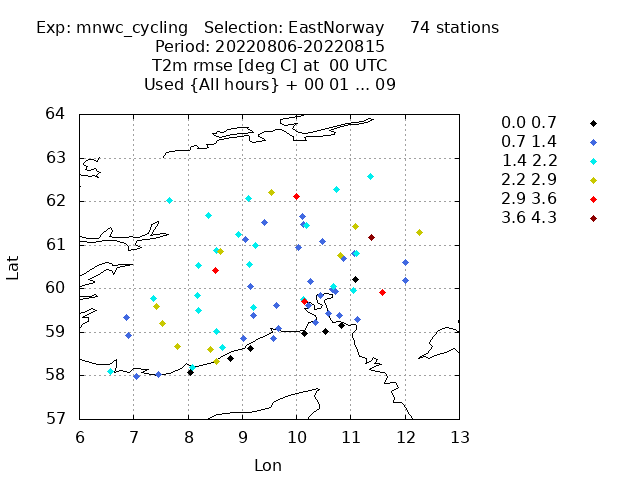 Exp: mnwc_cycling   Selection: EastNorway     74 stations
Period: 20220806-20220815
T2m rmse [deg C] at  00 UTC
Used {All hours} + 00 01 ... 09
64
63
62
61
60
59
58
57
Lat
6 7 8 9 10 11 12 13
Lon
0.0 0.7
0.7 1.4
1.4 2.2
2.2 2.9
2.9 3.6
3.6 4.3